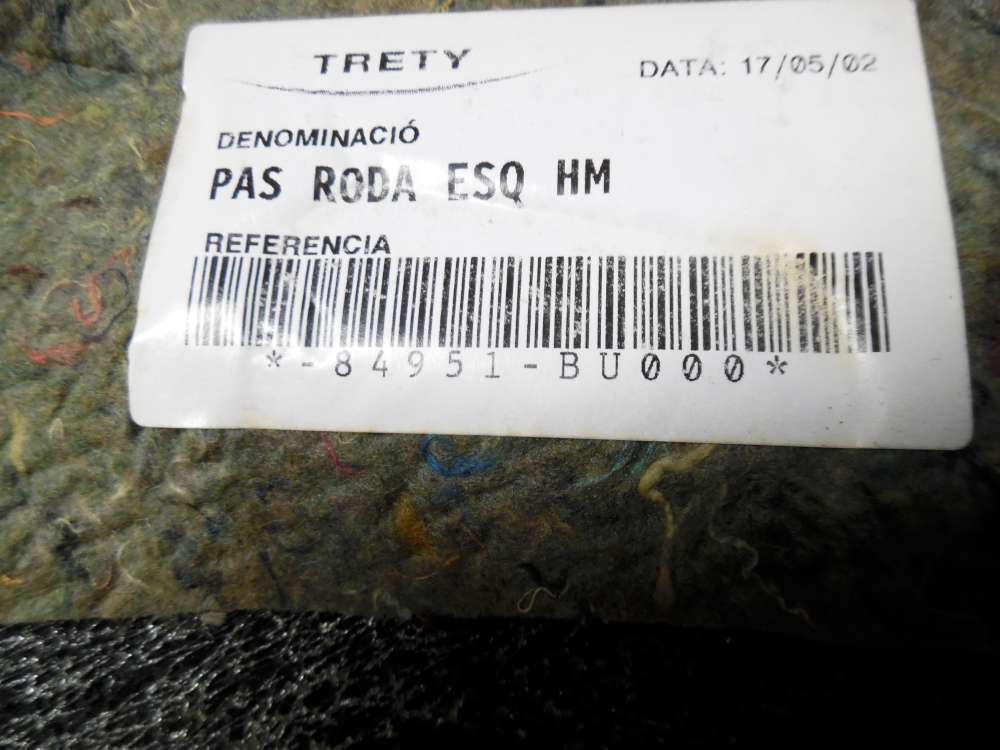 TRETY
DATA: 17/05/02
DENOMINACIÓ
PAS RODA ESQ HM
REFERENCIA
*-84951-BU000*